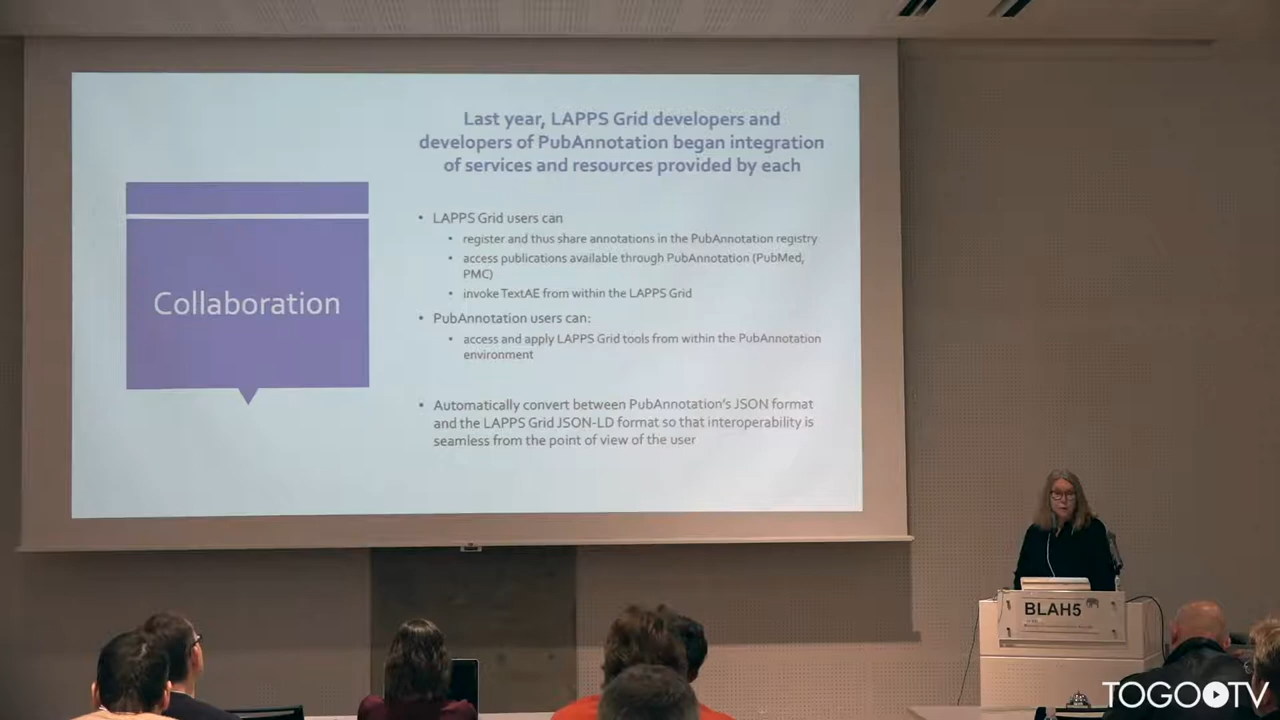 Last year, LAPPS Grid developers and
developers of PubAnnotation began integration
of services and resources provided by each
Collaboration
• LAPPS Grid users can
• register and thus share annotations in the PubAnnotation registry
• access publications available through PubAnnotation (PubMed,
PMC)
• invoke TextAE from within the LAPPS Grid
• PubAnnotation users can:
• access and apply LAPPS Grid tools from within the PubAnnotation
environment
• Automatically convert between PubAnnotation's JSON format
and the LAPPS Grid JSON-LD format so that interoperability is
seamless from the point of view of the user
BLAH5
TOGOTV